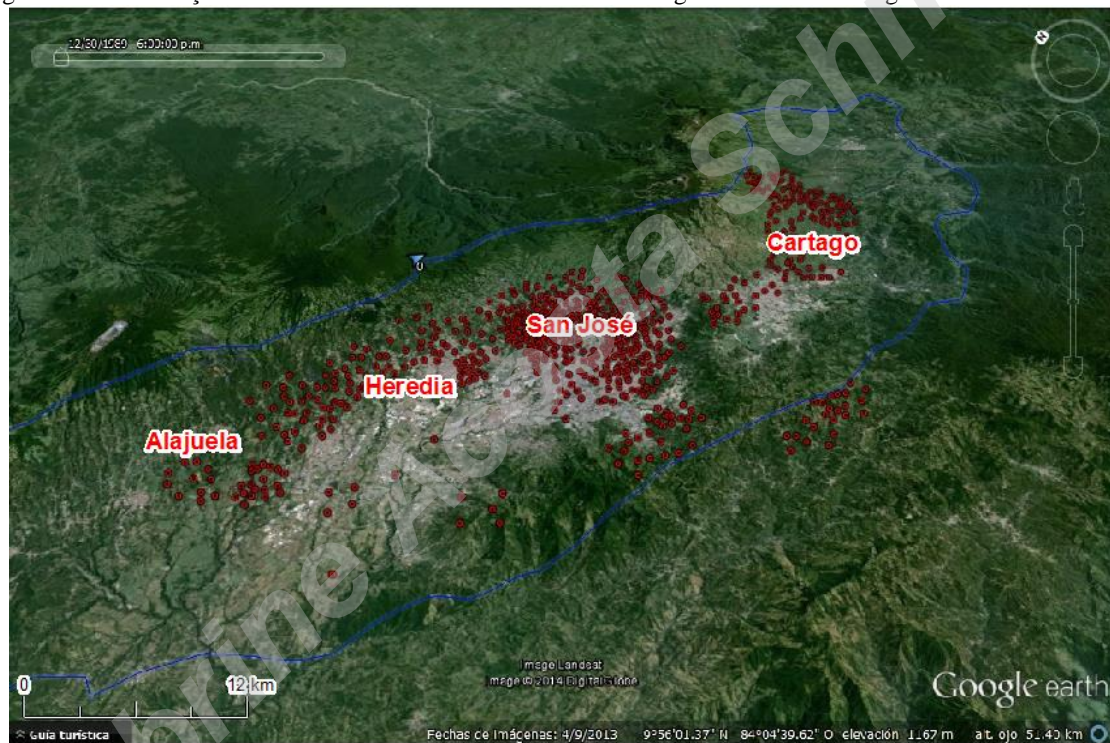 12/30/1989 6:00:00 p.m
N
Cartago
San José
Heredia
Alajuela
0 12 km
Image Landsat
Image © 2014 DigitalGlobe
Google earth
Guía turística
Fechas de imágenes: 4/9/2013 9°56'01.37" N 84°04'39.62" O elevación 1167 m alt. ojo 51.40 km